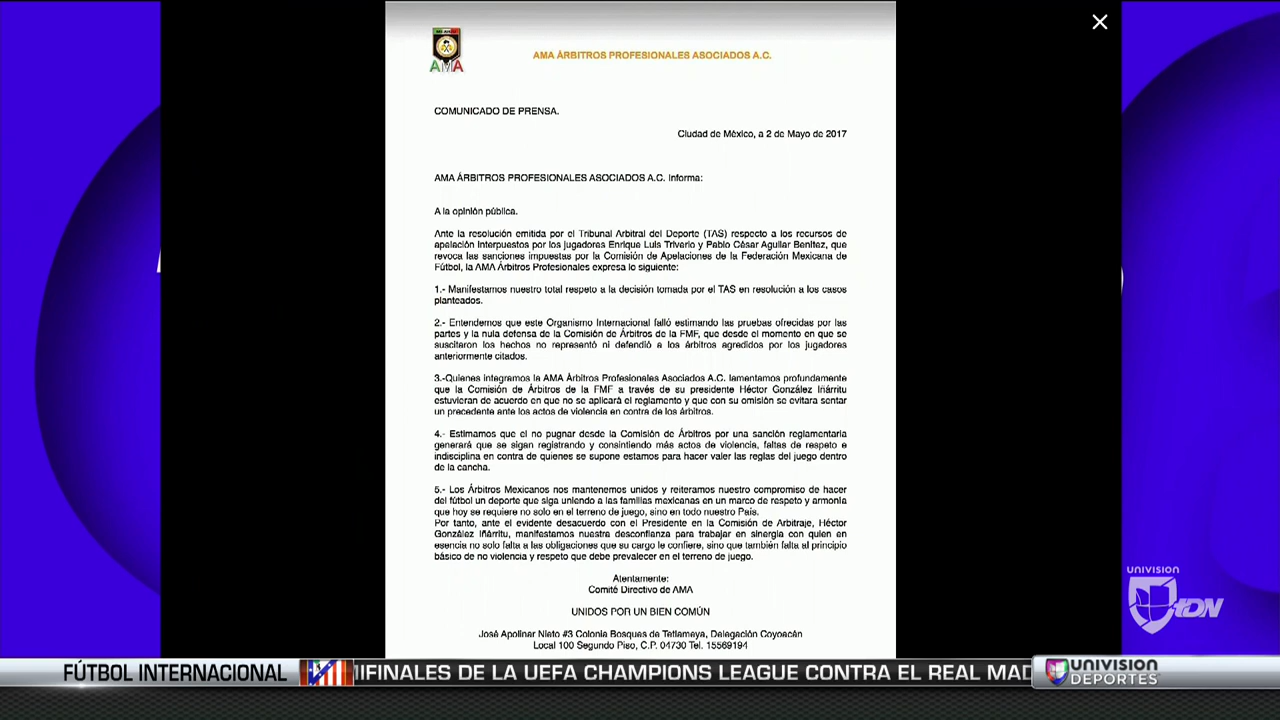 AMA
AMA ÁRBITROS PROFESIONALES ASOCIADOS A.C.
COMUNICADO DE PRENSA.
Ciudad de México, a 2 de Mayo de 2017
AMA ÁRBITROS PROFESIONALES ASOCIADOS A.C. Informa:
A la opinión pública.
Ante la resolución emitida por el Tribunal Arbitral del Deporte (TAS) respecto a los recursos de
apelación interpuestos por los jugadores Enrique Luis Triverio y Pablo César Aguilar Benítez, que
revoca las sanciones impuestas por la Comisión de Apelaciones de la Federación Mexicana de
Fútbol, la AMA Árbitros Profesionales expresa lo siguiente:
1.- Manifestamos nuestro total respeto a la decisión tomada por el TAS en resolución a los casos
planteados.
2.- Entendemos que este Organismo Internacional falló estimando las pruebas ofrecidas por las
partes y la nula defensa de la Comisión de Árbitros de la FMF, que desde el momento en que se
suscitaron los hechos no representó ni defendió a los árbitros agredidos por los jugadores
anteriormente citados.
3.-Quienes integramos la AMA Árbitros Profesionales Asociados A.C. lamentamos profundamente
que la Comisión de Árbitros de la FMF a través de su presidente Héctor González Iñárritu
estuvieran de acuerdo en que no se aplicará el reglamento y que con su omisión se evitara sentar
un precedente ante los actos de violencia en contra de los árbitros.
4.- Estimamos que el no pugnar desde la Comisión de Árbitros por una sanción reglamentaria
generará que se sigan registrando y consintiendo más actos de violencia, faltas de respeto e
indisciplina en contra de quienes se supone estamos para hacer valer las reglas del juego dentro
de la cancha.
5.- Los Árbitros Mexicanos nos mantenemos unidos y reiteramos nuestro compromiso de hacer
del fútbol un deporte que siga uniendo a las familias mexicanas en un marco de respeto y armonía
que hoy se requiere no solo en el terreno de juego, sino en todo nuestro País.
Por tanto, ante el evidente desacuerdo con el Presidente en la Comisión de Arbitraje, Héctor
González Iñárritu, manifestamos nuestra desconfianza para trabajar en sinergia con quien en
esencia no solo falta a las obligaciones que su cargo le confiere, sino que también falta al principio
básico de no violencia y respeto que debe prevalecer en el terreno de juego.
Atentamente:
Comité Directivo de AMA
UNIDOS POR UN BIEN COMÚN
José Apolinar Nieto #3 Colonia Bosques de Tetlameya, Delegación Coyoacán
Local 100 Segundo Piso, C.P. 04730 Tel. 15569194
UNIVISION
tDN
FÚTBOL INTERNACIONAL
IFINALES DE LA UEFA CHAMPIONS LEAGUE CONTRA EL REAL MAD
UNIVISION
DEPORTES